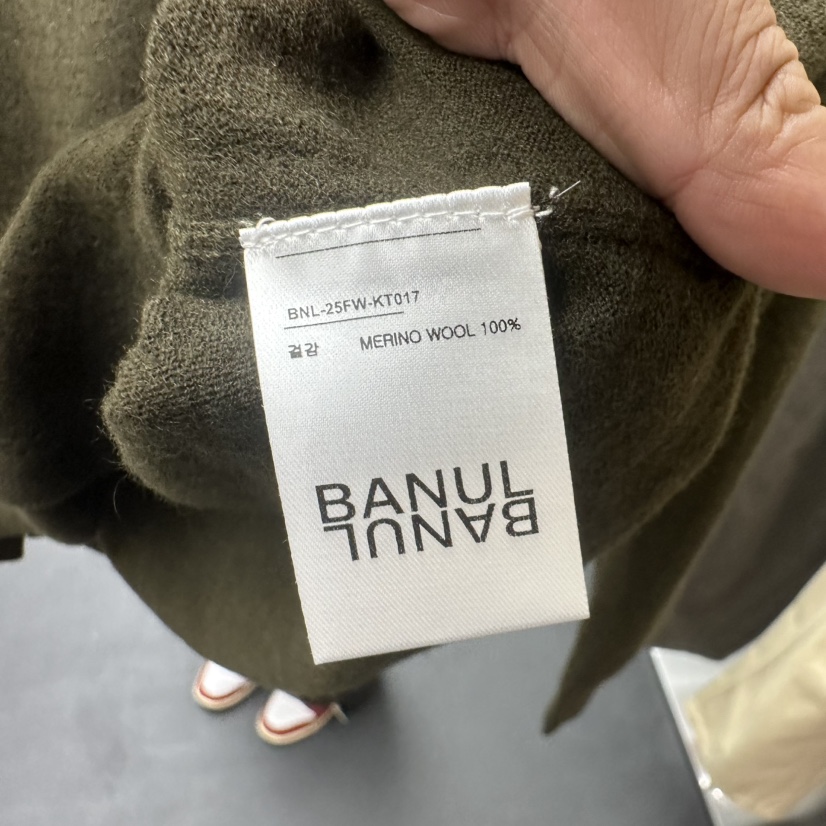 BNL-25FW-KT017
겉감 MERINO WOOL 100%
BANUL
BANUL